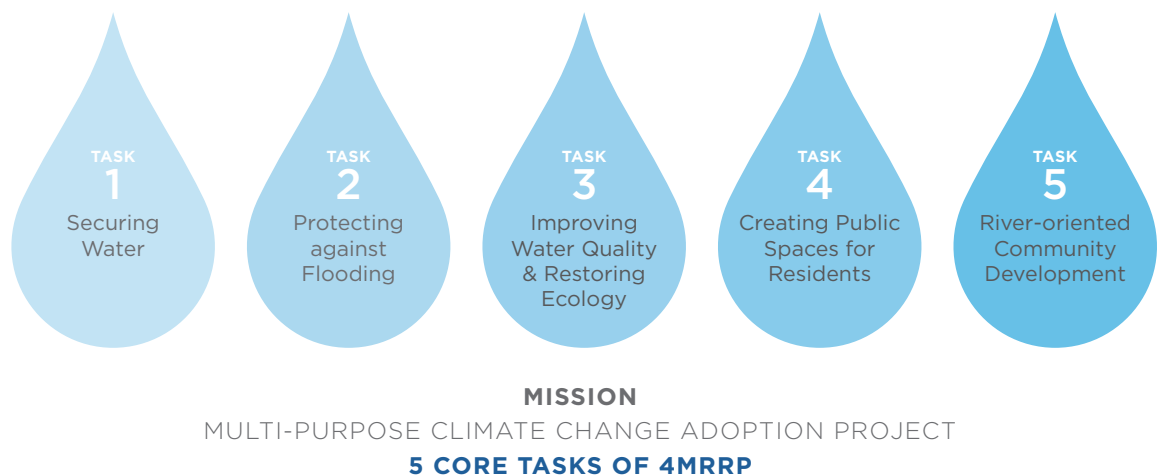 TASK
1
Securing
Water
TASK
2
Protecting
against
Flooding
TASK
3
Improving
Water Quality
& Restoring
Ecology
TASK
4
Creating Public
Spaces for
Residents
TASK
5
River-oriented
Community
Development
MISSION
MULTI-PURPOSE CLIMATE CHANGE ADOPTION PROJECT
5 CORE TASKS OF 4MRRP